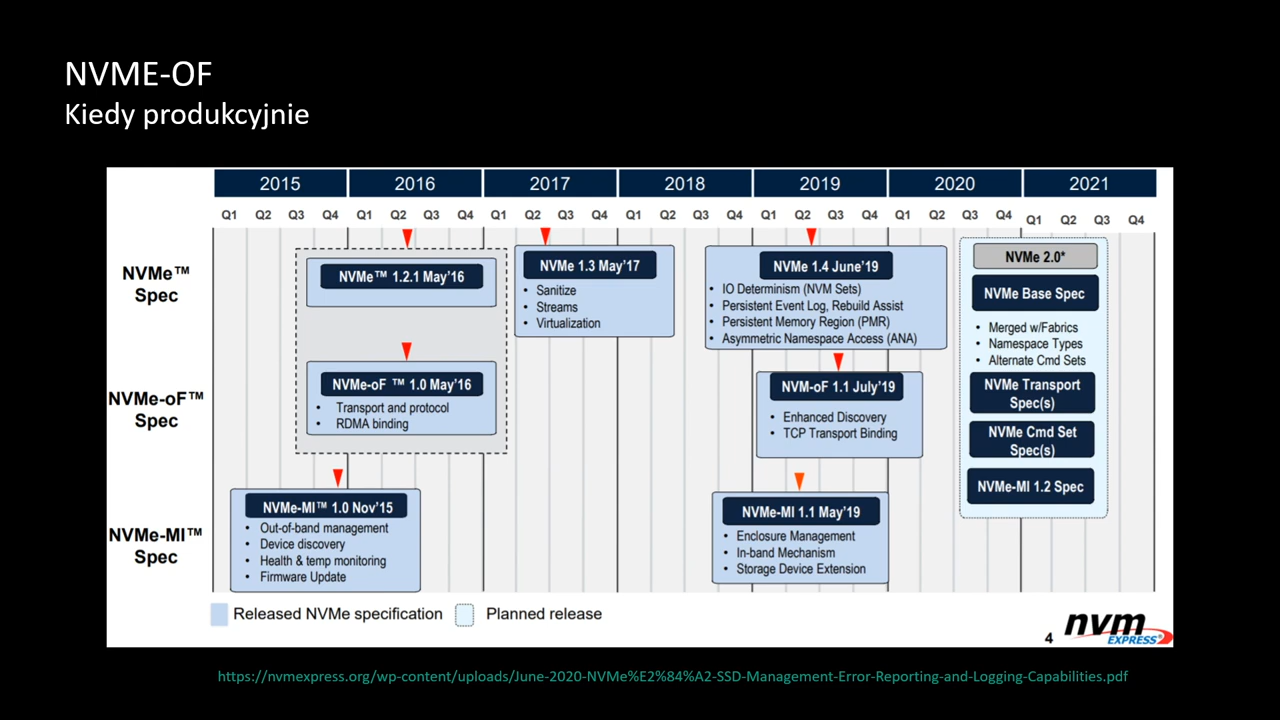 NVME-OF
Kiedy produkcyjnie
2015 2016 2017 2018 2019 2020 2021
Q1 Q2 Q3 Q4 Q1 Q2 Q3 Q4 Q1 Q2 Q3 Q4 Q1 Q2 Q3 Q4 Q1 Q2 Q3 Q4 Q1 Q2 Q3 Q4 Q1 Q2 Q3 Q4
NVMe™
Spec
NVMe™ 1.2.1 May’16
NVMe 1.3 May’17
• Sanitize
• Streams
• Virtualization
NVMe 1.4 June’19
• IO Determinism (NVM Sets)
• Persistent Event Log, Rebuild Assist
• Persistent Memory Region (PMR)
• Asymmetric Namespace Access (ANA)
NVMe 2.0*
NVMe Base Spec
• Merged w/Fabrics
• Namespace Types
• Alternate Cmd Sets
NVMe Transport
Spec(s)
NVMe Cmd Set
Spec(s)
NVMe-MI 1.2 Spec
NVMe-oF™
Spec
NVMe-oF ™ 1.0 May’16
• Transport and protocol
• RDMA binding
NVM-oF 1.1 July’19
• Enhanced Discovery
• TCP Transport Binding
NVMe-MI™
Spec
NVMe-MI™ 1.0 Nov’15
• Out-of-band management
• Device discovery
• Health & temp monitoring
• Firmware Update
NVMe-MI 1.1 May’19
• Enclosure Management
• In-band Mechanism
• Storage Device Extension
Released NVMe specification
Planned release
4
nvm
EXPRESS®
https://nvmexpress.org/wp-content/uploads/June-2020-NVMe%E2%84%A2-SSD-Management-Error-Reporting-and-Logging-Capabilities.pdf